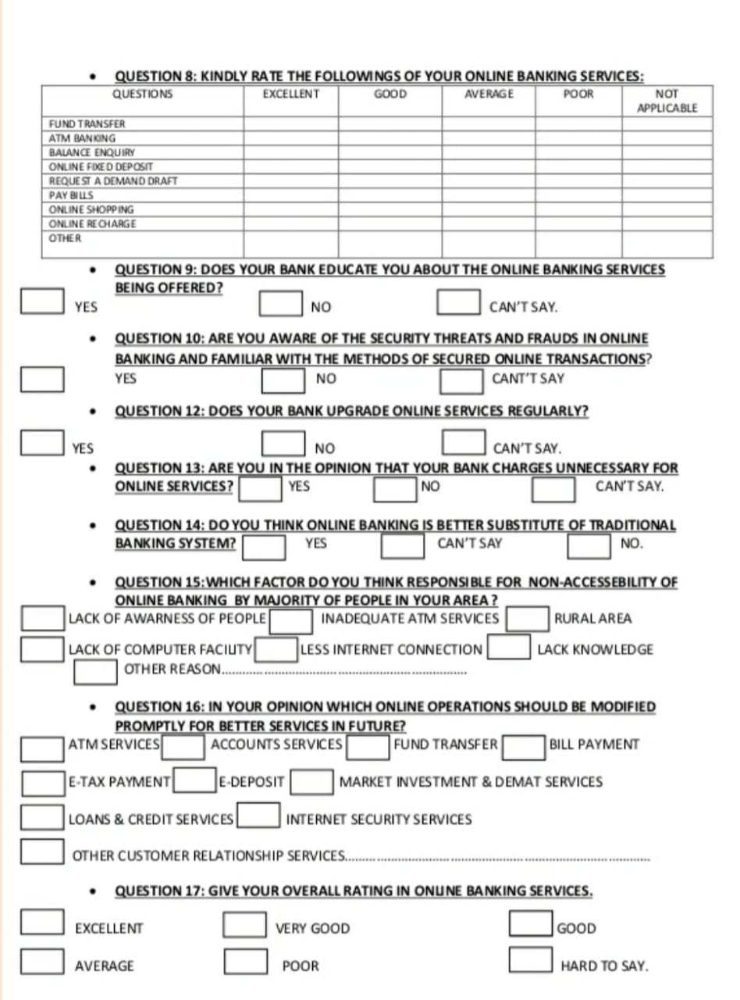 • QUESTION 8: KINDLY RATE THE FOLLOWINGS OF YOUR ONLINE BANKING SERVICES:
QUESTIONS EXCELLENT GOOD AVERAGE POOR NOT APPLICABLE
FUND TRANSFER
ATM BANKING
BALANCE ENQUIRY
ONLINE FIXED DEPOSIT
REQUEST A DEMAND DRAFT
PAY BILLS
ONLINE SHOPPING
ONLINE RECHARGE
OTHER
• QUESTION 9: DOES YOUR BANK EDUCATE YOU ABOUT THE ONLINE BANKING SERVICES
BEING OFFERED?
YES NO CAN'T SAY.
• QUESTION 10: ARE YOU AWARE OF THE SECURITY THREATS AND FRAUDS IN ONLINE
BANKING AND FAMILIAR WITH THE METHODS OF SECURED ONLINE TRANSACTIONS?
YES NO CANT'T SAY
• QUESTION 12: DOES YOUR BANK UPGRADE ONLINE SERVICES REGULARLY?
YES NO CAN'T SAY.
• QUESTION 13: ARE YOU IN THE OPINION THAT YOUR BANK CHARGES UNNECESSARY FOR
ONLINE SERVICES? YES NO CAN'T SAY.
• QUESTION 14: DO YOU THINK ONLINE BANKING IS BETTER SUBSTITUTE OF TRADITIONAL
BANKING SYSTEM? YES CAN'T SAY NO.
• QUESTION 15:WHICH FACTOR DO YOU THINK RESPONSIBLE FOR NON-ACCESSEBILITY OF
ONLINE BANKING BY MAJORITY OF PEOPLE IN YOUR AREA?
LACK OF AWARNESS OF PEOPLE INADEQUATE ATM SERVICES RURAL AREA
LACK OF COMPUTER FACILITY LESS INTERNET CONNECTION LACK KNOWLEDGE
OTHER REASON..............................................................................
• QUESTION 16: IN YOUR OPINION WHICH ONLINE OPERATIONS SHOULD BE MODIFIED
PROMPTLY FOR BETTER SERVICES IN FUTURE?
ATM SERVICES ACCOUNTS SERVICES FUND TRANSFER BILL PAYMENT
E-TAX PAYMENT E-DEPOSIT MARKET INVESTMENT & DEMAT SERVICES
LOANS & CREDIT SERVICES INTERNET SECURITY SERVICES
OTHER CUSTOMER RELATIONSHIP SERVICES................................................................................
• QUESTION 17: GIVE YOUR OVERALL RATING IN ONLINE BANKING SERVICES.
EXCELLENT VERY GOOD GOOD
AVERAGE POOR HARD TO SAY.